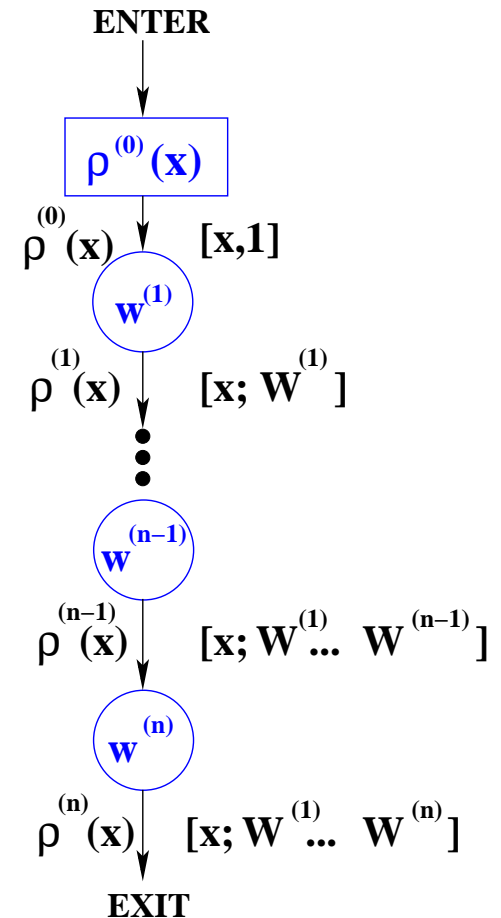 ENTER
ρ^(0)(x)
ρ^(0)(x) [x,1]
w^(1)
ρ^(1)(x) [x; W^(1)]
w^(n−1)
ρ^(n−1)(x) [x; W^(1)... W^(n−1)]
w^(n)
ρ^(n)(x) [x; W^(1)... W^(n)]
EXIT